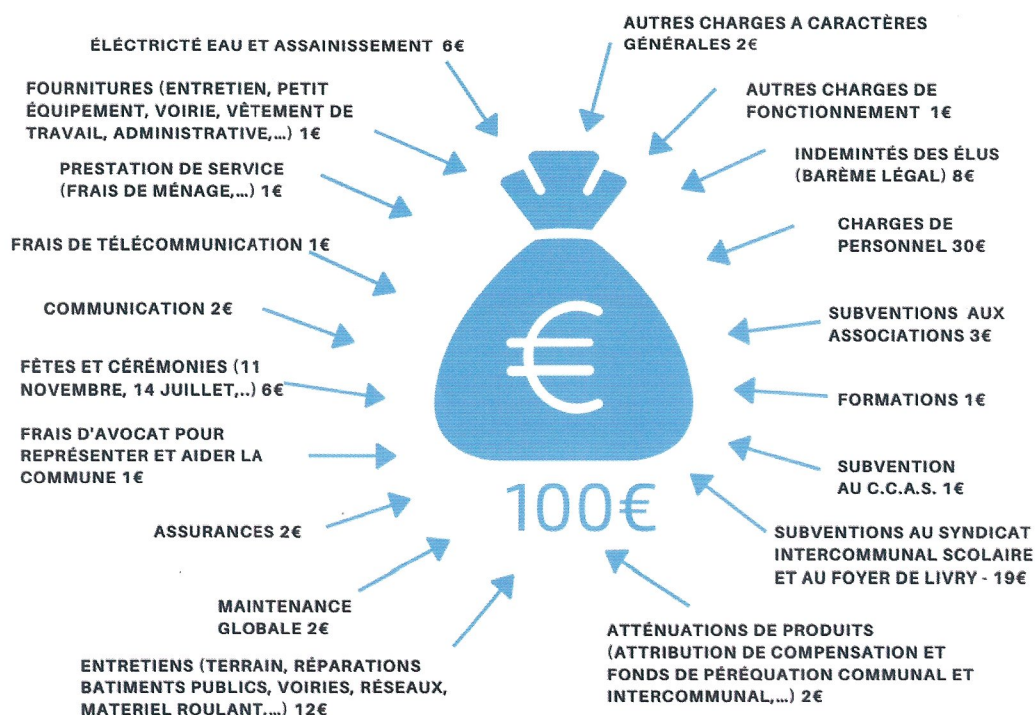 ÉLÉCTRICTÉ EAU ET ASSAINISSEMENT 6€
FOURNITURES (ENTRETIEN, PETIT
ÉQUIPEMENT, VOIRIE, VÊTEMENT DE
TRAVAIL, ADMINISTRATIVE,...) 1€
PRESTATION DE SERVICE
(FRAIS DE MÉNAGE,...) 1€
FRAIS DE TÉLÉCOMMUNICATION 1€
COMMUNICATION 2€
FÊTES ET CÉRÉMONIES (11
NOVEMBRE, 14 JUILLET,..) 6€
FRAIS D'AVOCAT POUR
REPRÉSENTER ET AIDER LA
COMMUNE 1€
ASSURANCES 2€
MAINTENANCE
GLOBALE 2€
ENTRETIENS (TERRAIN, RÉPARATIONS
BATIMENTS PUBLICS, VOIRIES, RÉSEAUX,
MATERIEL ROULANT,...) 12€
€
100€
AUTRES CHARGES A CARACTÈRES
GÉNÉRALES 2€
AUTRES CHARGES DE
FONCTIONNEMENT 1€
INDEMINTÉS DES ÉLUS
(BARÈME LÉGAL) 8€
CHARGES DE
PERSONNEL 30€
SUBVENTIONS AUX
ASSOCIATIONS 3€
FORMATIONS 1€
SUBVENTION
AU C.C.A.S. 1€
SUBVENTIONS AU SYNDICAT
INTERCOMMUNAL SCOLAIRE
ET AU FOYER DE LIVRY - 19€
ATTÉNUATIONS DE PRODUITS
(ATTRIBUTION DE COMPENSATION ET
FONDS DE PÉRÉQUATION COMMUNAL ET
INTERCOMMUNAL,...) 2€